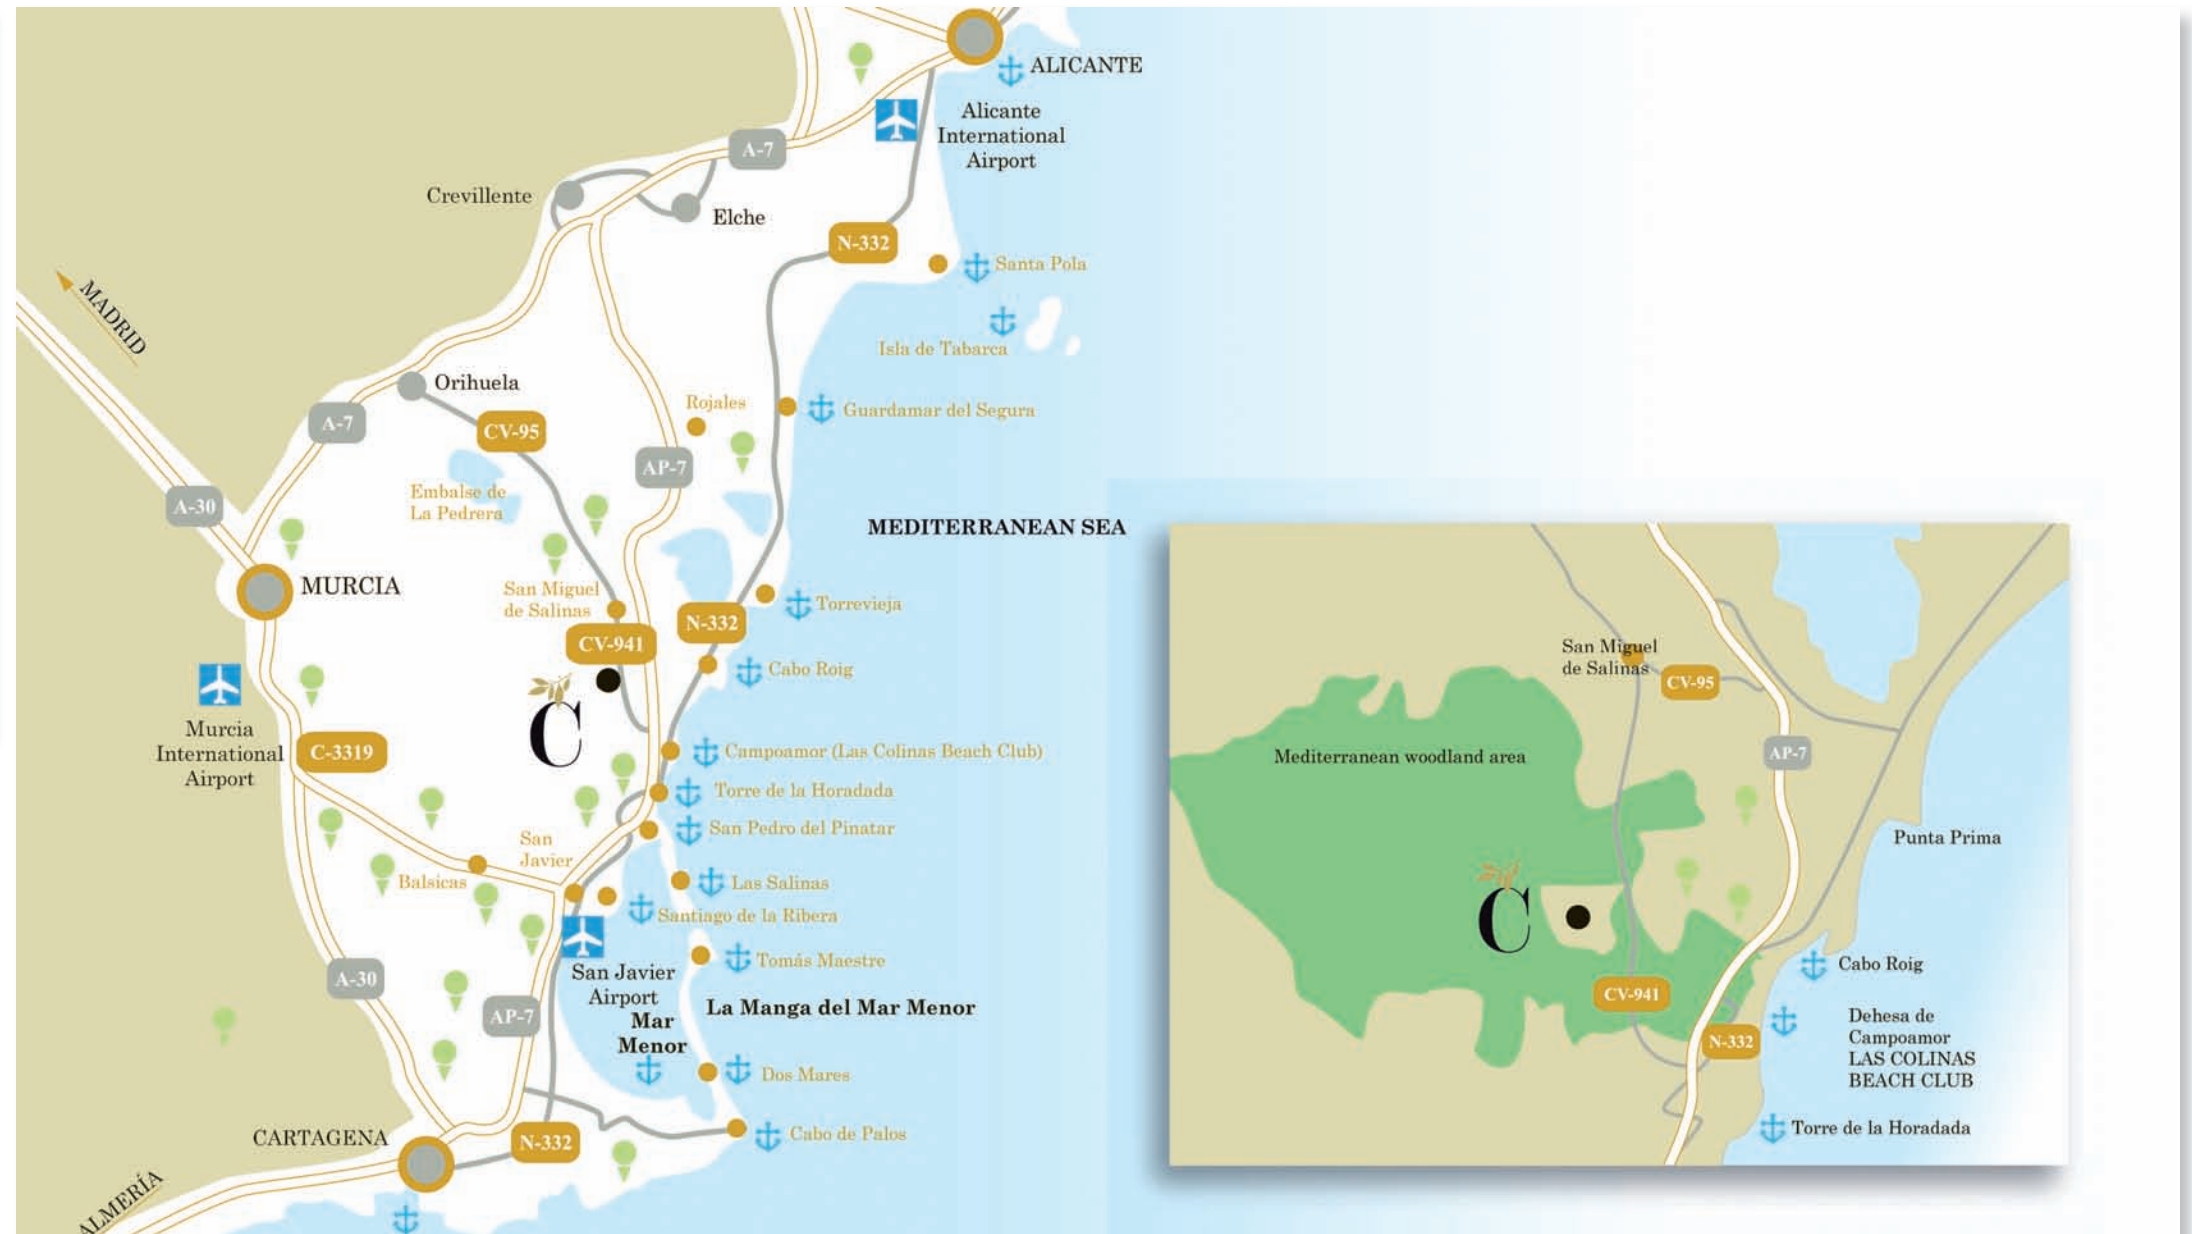 ALICANTE
Alicante
International
Airport
A-7
Crevillente
Elche
N-332
Santa Pola
MADRID
Isla de Tabarca
Orihuela
Rojales
Guardamar del Segura
A-7
CV-95
AP-7
Embalse de
La Pedrera
A-30
MEDITERRANEAN SEA
MURCIA
San Miguel
de Salinas
Torrevieja
N-332
CV-941
Cabo Roig
C
Murcia
International
Airport
C-3319
Campoamor (Las Colinas Beach Club)
Torre de la Horadada
San Pedro del Pinatar
San
Javier
Balsicas
Las Salinas
Santiago de la Ribera
Tomás Maestre
San Javier
Airport
A-30
AP-7
La Manga del Mar Menor
Mar
Menor
Dos Mares
CARTAGENA
N-332
Cabo de Palos
ALMERÍA
San Miguel
de Salinas
CV-95
AP-7
Mediterranean woodland area
Punta Prima
C
CV-941
Cabo Roig
N-332
Dehesa de
Campoamor
LAS COLINAS
BEACH CLUB
Torre de la Horadada